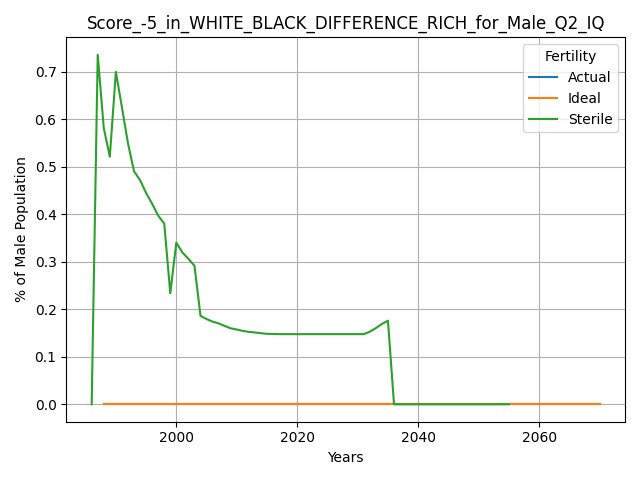 Score_-5_in_WHITE_BLACK_DIFFERENCE_RICH_for_Male_Q2_IQ
Fertility
Actual
Ideal
Sterile
% of Male Population
0.7
0.6
0.5
0.4
0.3
0.2
0.1
0.0
2000
2020
2040
2060
Years